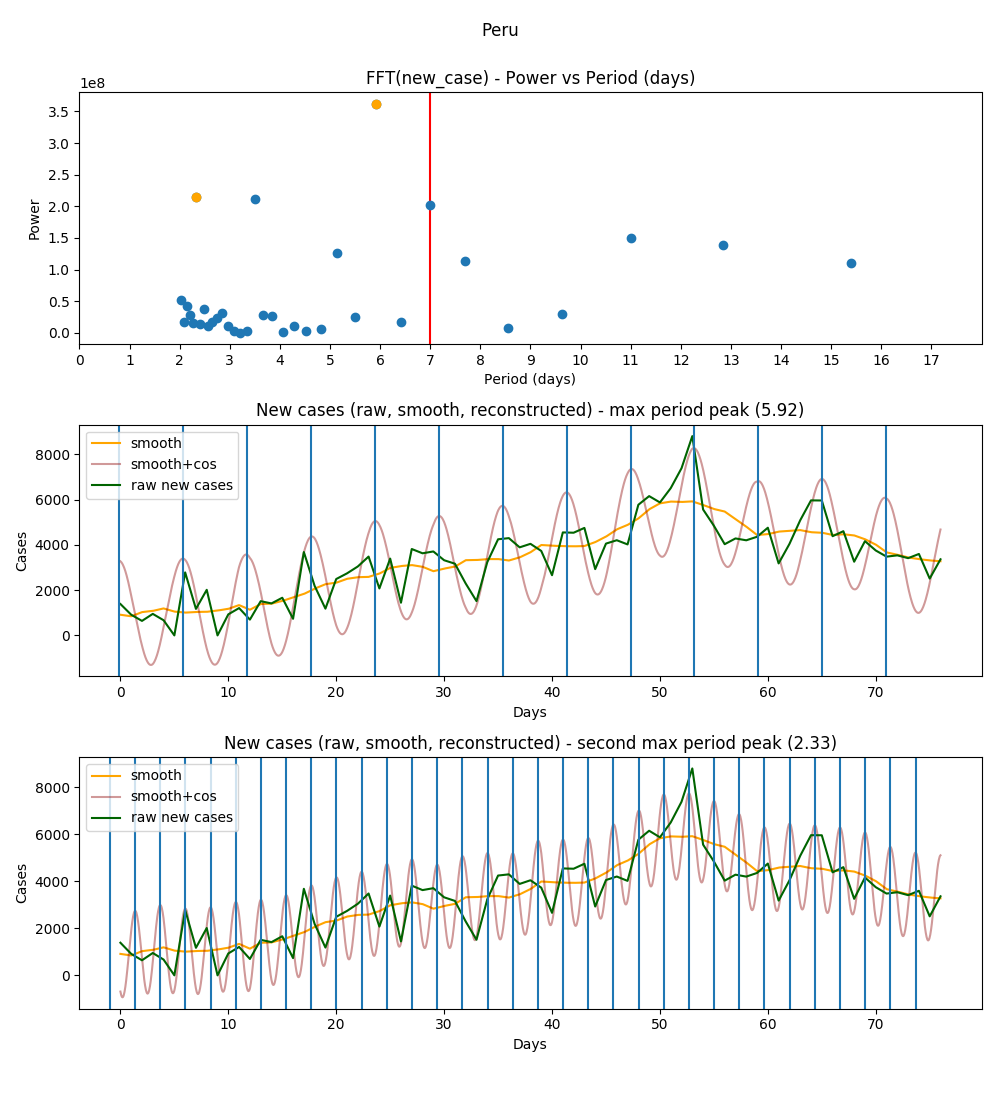 Peru
FFT(new_case) - Power vs Period (days)
1e8
3.5
3.0
2.5
2.0
1.5
1.0
0.5
0.0
Power
0 1 2 3 4 5 6 7 8 9 10 11 12 13 14 15 16 17
Period (days)
New cases (raw, smooth, reconstructed) - max period peak (5.92)
smooth
smooth+cos
raw new cases
8000
6000
4000
2000
0
Cases
0 10 20 30 40 50 60 70
Days
New cases (raw, smooth, reconstructed) - second max period peak (2.33)
smooth
smooth+cos
raw new cases
8000
6000
4000
2000
0
Cases
0 10 20 30 40 50 60 70
Days